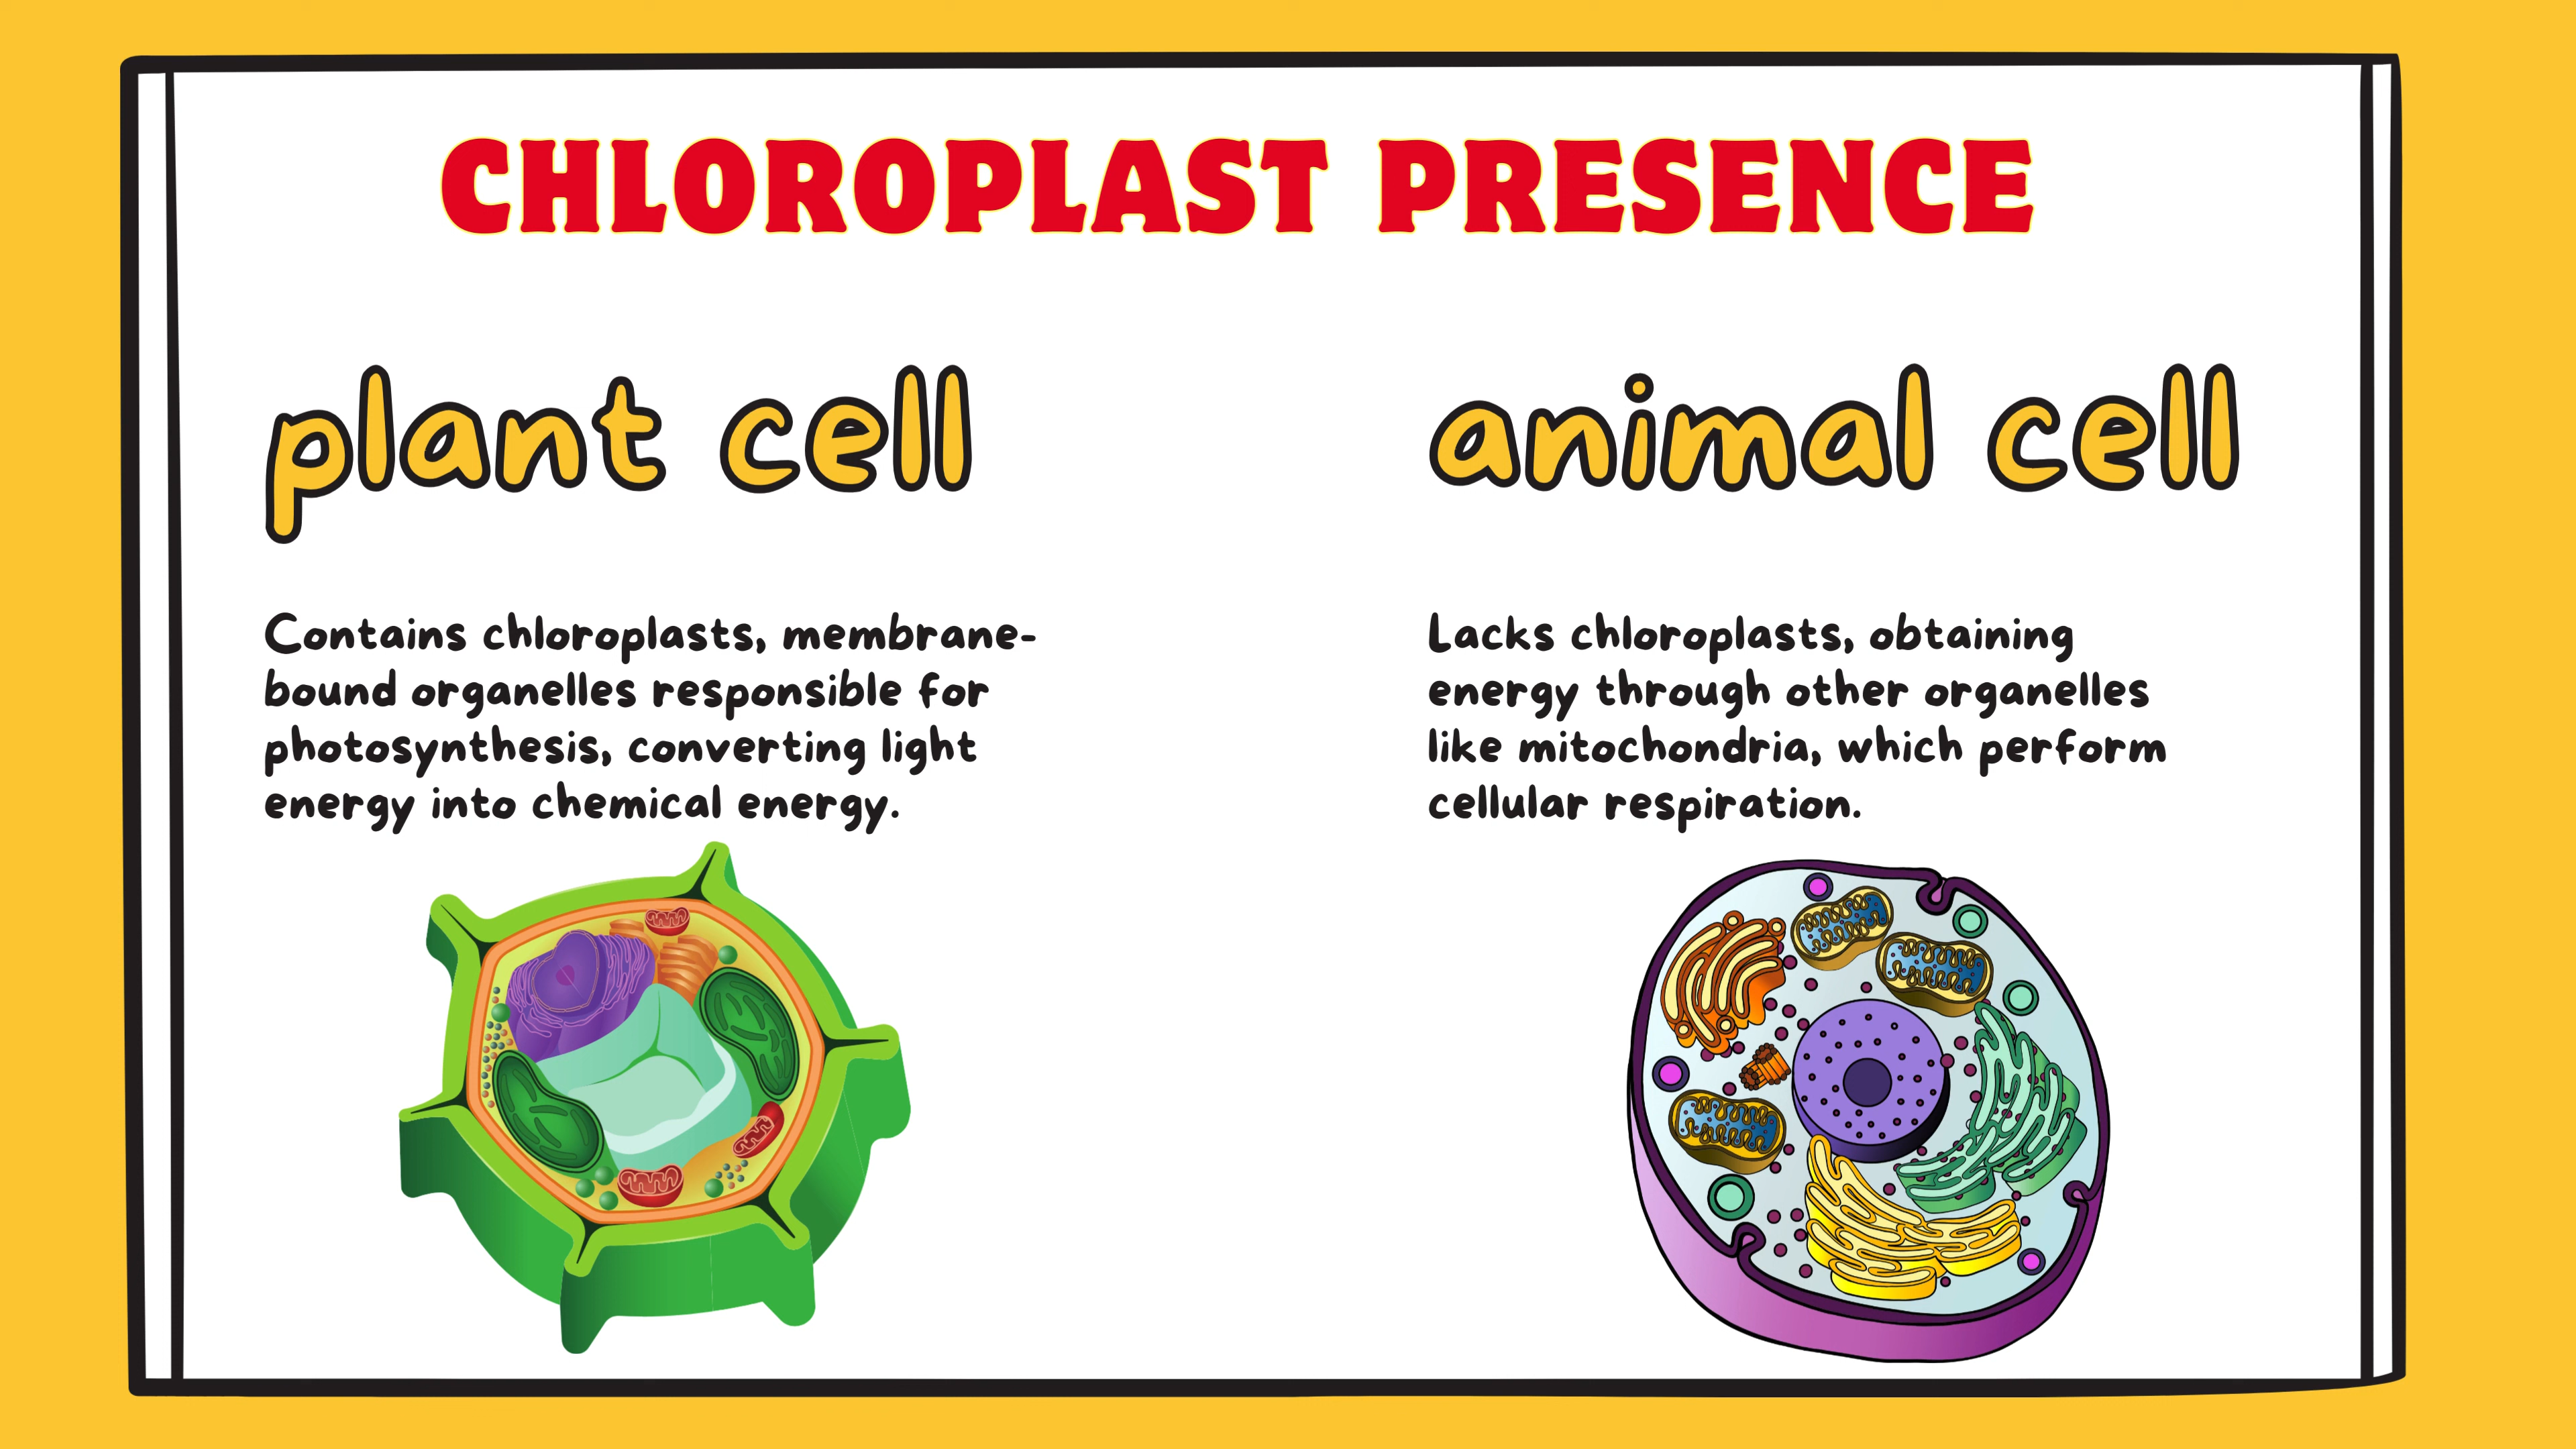 CHLOROPLAST PRESENCE
plant cell
Contains chloroplasts, membrane-
bound organelles responsible for
photosynthesis, converting light
energy into chemical energy.
animal cell
Lacks chloroplasts, obtaining
energy through other organelles
like mitochondria, which perform
cellular respiration.